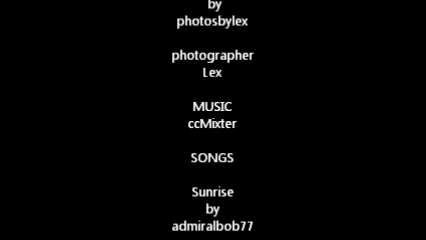 by
photosbylex
photographer
Lex
MUSIC
ccMixter
SONGS
Sunrise
by
admiralbob77